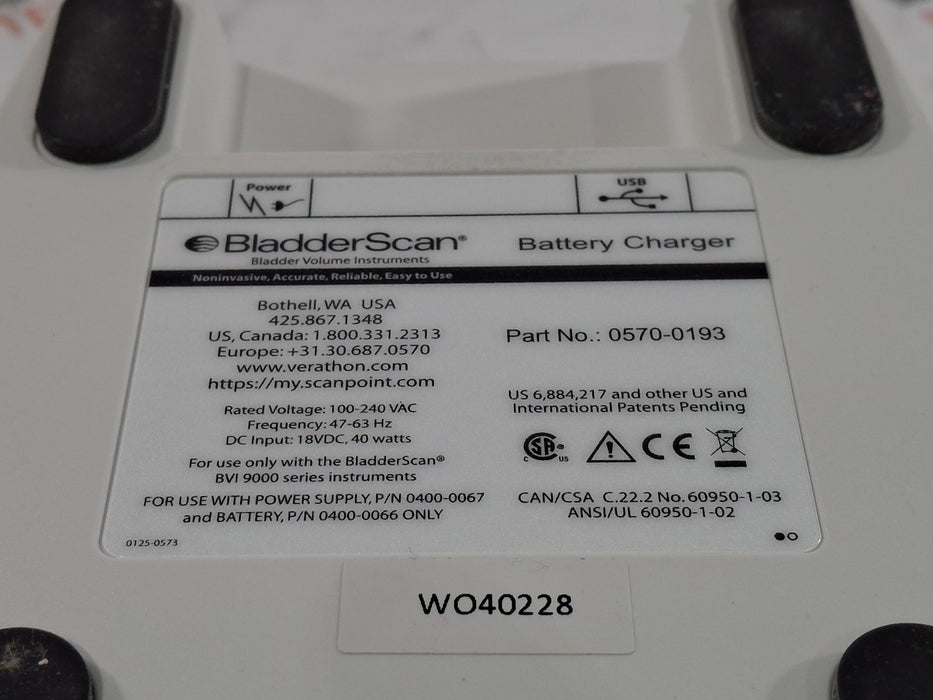 Power
USB
BladderScan®
Battery Charger
Bladder Volume Instruments
Noninvasive, Accurate, Reliable, Easy to Use
Bothell, WA USA
425.867.1348
US, Canada: 1.800.331.2313
Europe: +31.30.687.0570
www.verathon.com
https://my.scanpoint.com
Part No.: 0570-0193
Rated Voltage: 100-240 VAC
Frequency: 47-63 Hz
DC Input: 18VDC, 40 watts
US 6,884,217 and other US and
International Patents Pending
For use only with the BladderScan®
BVI 9000 series instruments
C SA ® US CE
FOR USE WITH POWER SUPPLY, P/N 0400-0067
and BATTERY, P/N 0400-0066 ONLY
CAN/CSA C.22.2 No. 60950-1-03
ANSI/UL 60950-1-02
0125-0573
WO40228